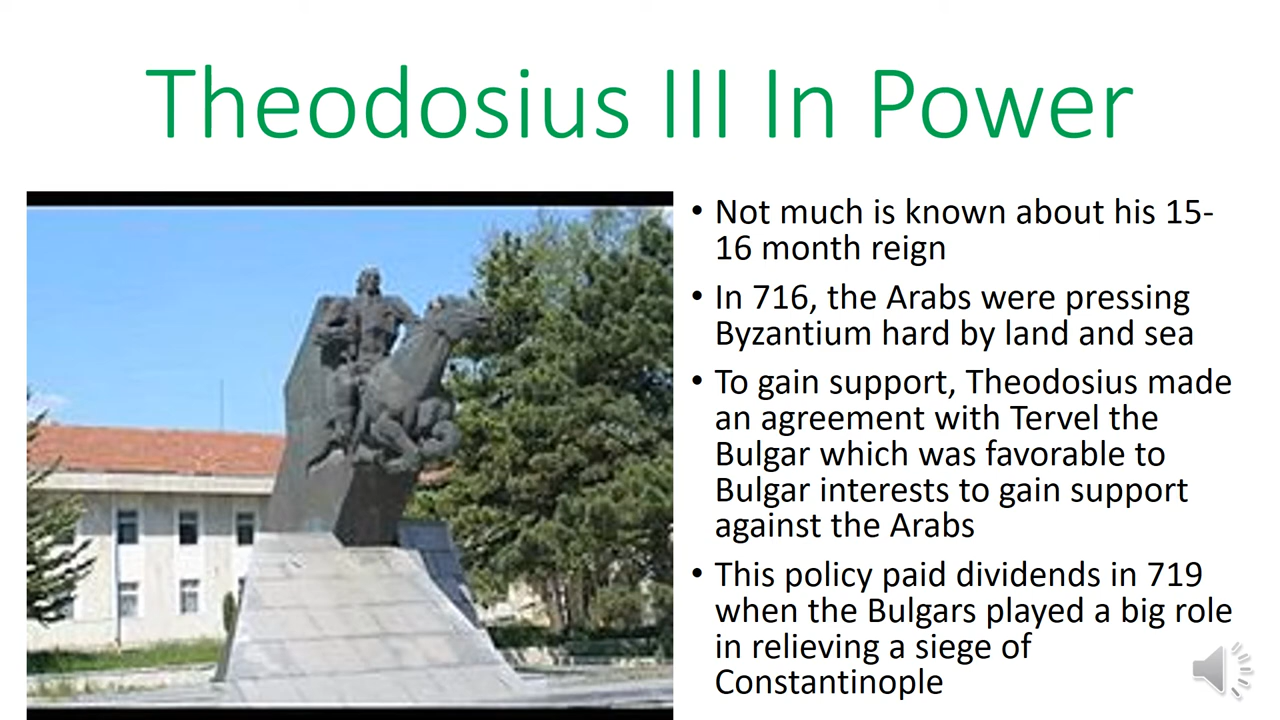 Theodosius III In Power
• Not much is known about his 15-
16 month reign
• In 716, the Arabs were pressing
Byzantium hard by land and sea
• To gain support, Theodosius made
an agreement with Tervel the
Bulgar which was favorable to
Bulgar interests to gain support
against the Arabs
• This policy paid dividends in 719
when the Bulgars played a big role
in relieving a siege of
Constantinople